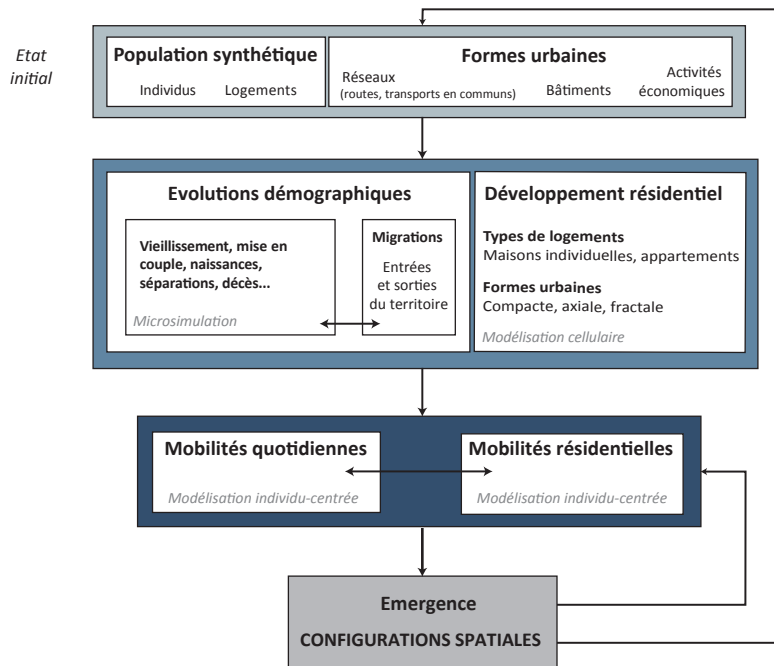 Etat
initial
Population synthétique
Individus
Logements
Formes urbaines
Réseaux
(routes, transports en communs)
Bâtiments
Activités
économiques
Evolutions démographiques
Vieillissement, mise en
couple, naissances,
séparations, décès...
Microsimulation
Migrations
Entrées
et sorties
du territoire
Développement résidentiel
Types de logements
Maisons individuelles, appartements
Formes urbaines
Compacte, axiale, fractale
Modélisation cellulaire
Mobilités quotidiennes
Modélisation individu-centrée
Mobilités résidentielles
Modélisation individu-centrée
Emergence
CONFIGURATIONS SPATIALES